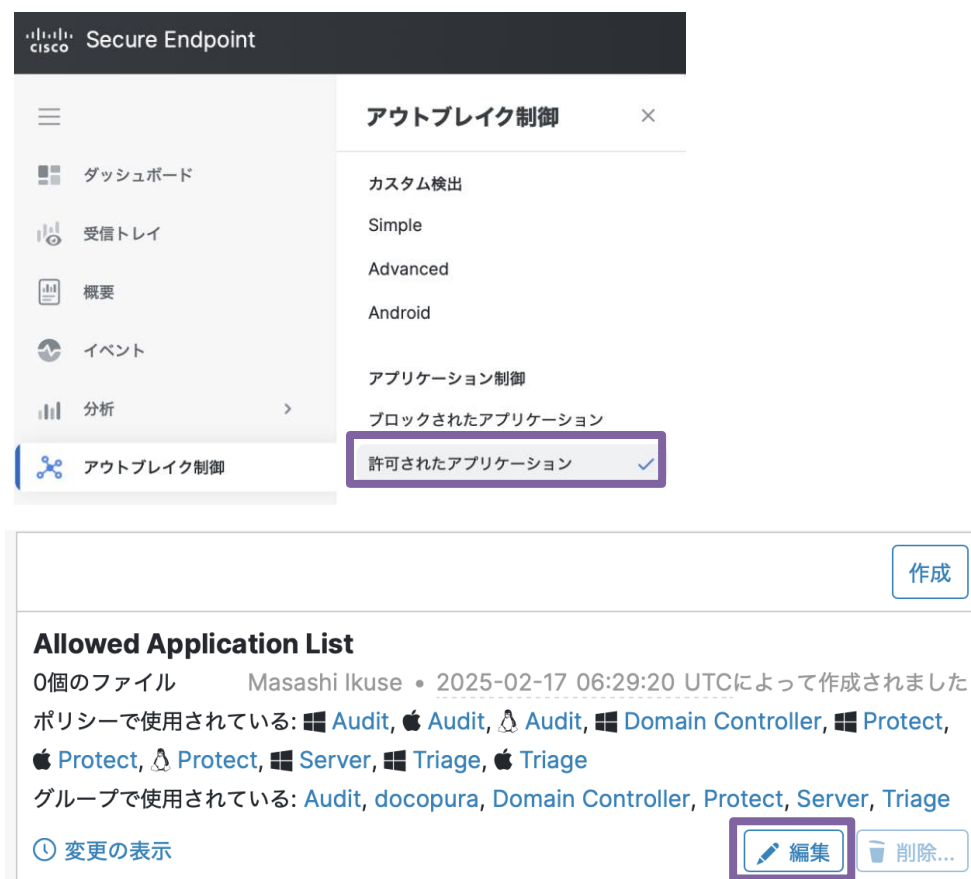 CISCO Secure Endpoint
アウトブレイク制御
ダッシュボード
受信トレイ
概要
イベント
分析
アウトブレイク制御
カスタム検出
Simple
Advanced
Android
アプリケーション制御
ブロックされたアプリケーション
許可されたアプリケーション
作成
Allowed Application List
0個のファイル Masashi Ikuse • 2025-02-17 06:29:20 UTCによって作成されました
ポリシーで使用されている: Audit, Audit, Audit, Domain Controller, Protect,
Protect, Protect, Server, Triage, Triage
グループで使用されている: Audit, docopura, Domain Controller, Protect, Server, Triage
変更の表示
編集
削除...